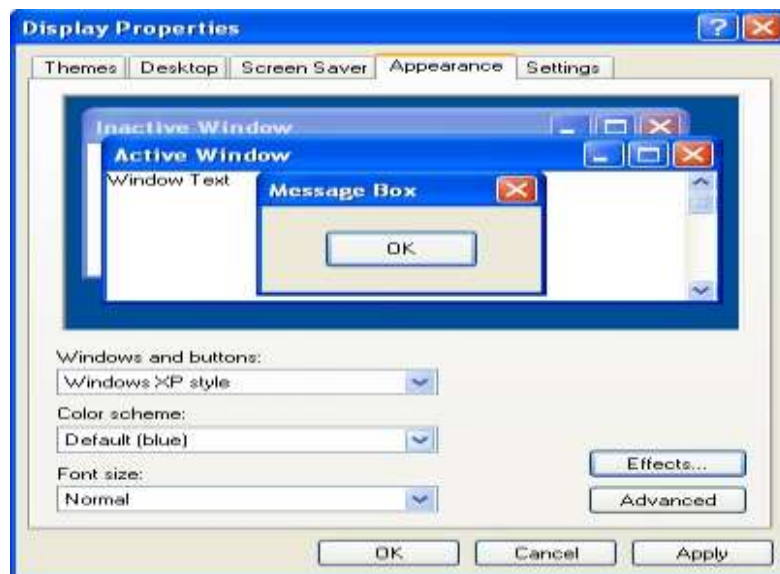 Display Properties
Themes Desktop Screen Saver Appearance Settings
Inactive Window
Active Window
Window Text
Message Box
OK
Windows and buttons:
Windows XP style
Color scheme:
Default (blue)
Effects...
Font size:
Normal
Advanced
OK Cancel Apply